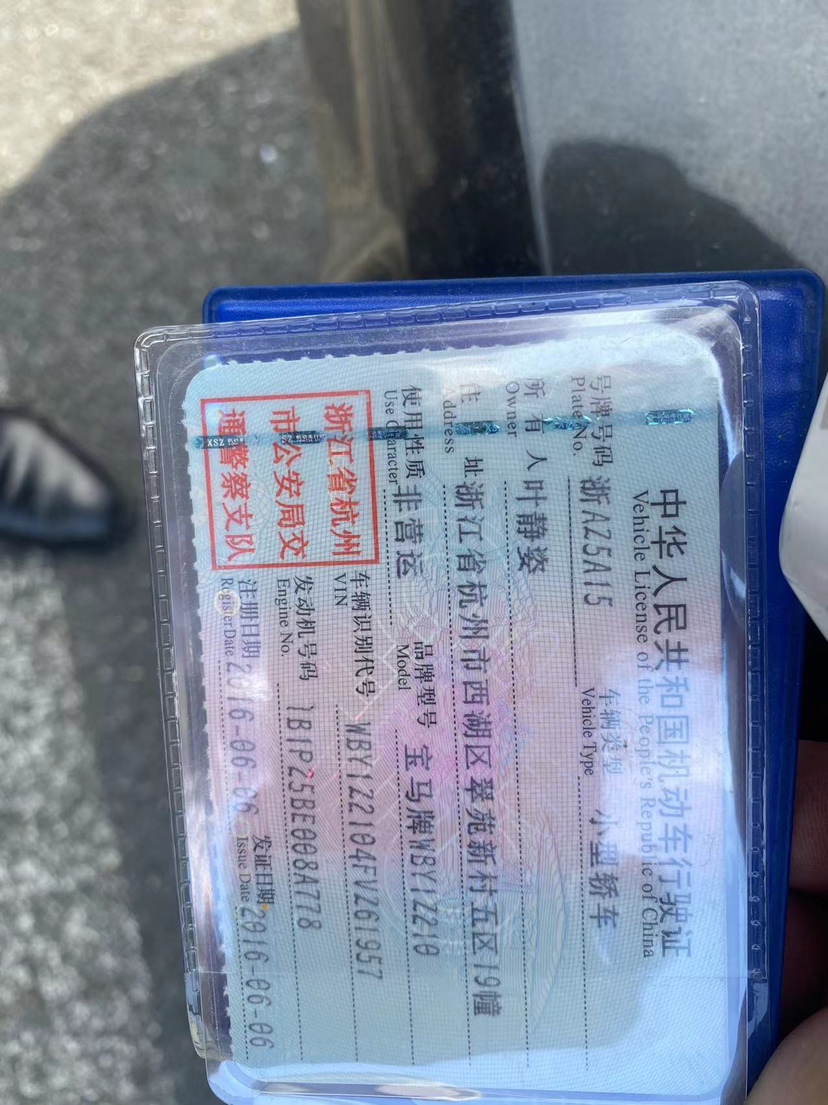 中华人民共和国机动车行驶证
Vehicle License of the People's Republic of China
号牌号码 浙AZ5A15 车辆类型 小型轿车
Plate No. Vehicle Type
所有人 叶静姿
Owner
住址 浙江省杭州市西湖区翠苑新村五区19幢
Address
使用性质 非营运 品牌型号 宝马牌WBY1Z210
Use Character Model
浙江省杭州
市公安局交
通警察支队
车辆识别代号 WBY1Z2104FV261957
VIN
发动机号码 1B1P25BE008A778
Engine No.
注册日期 2016-06-06 发证日期 2016-06-06
Register Date Issue Date